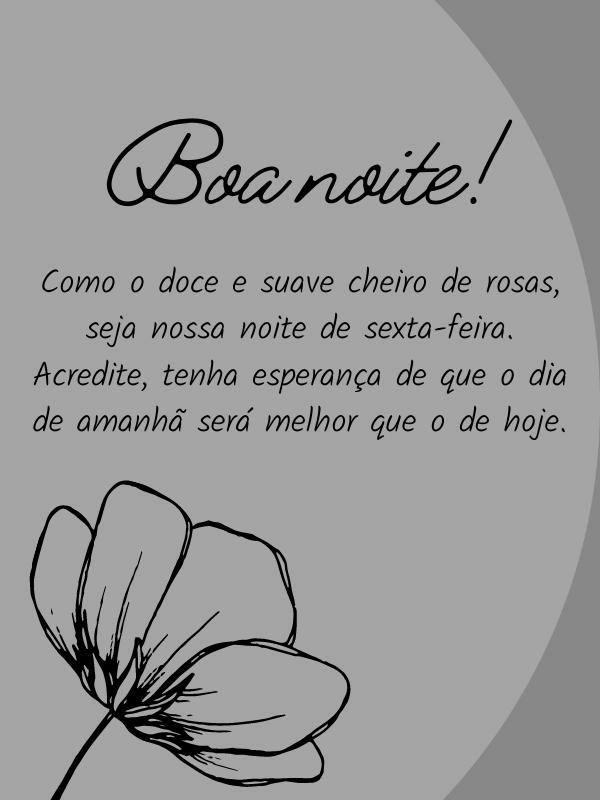 Boa noite!
Como o doce e suave cheiro de rosas,
seja nossa noite de sexta-feira.
Acredite, tenha esperança de que o dia
de amanhã será melhor que o de hoje.